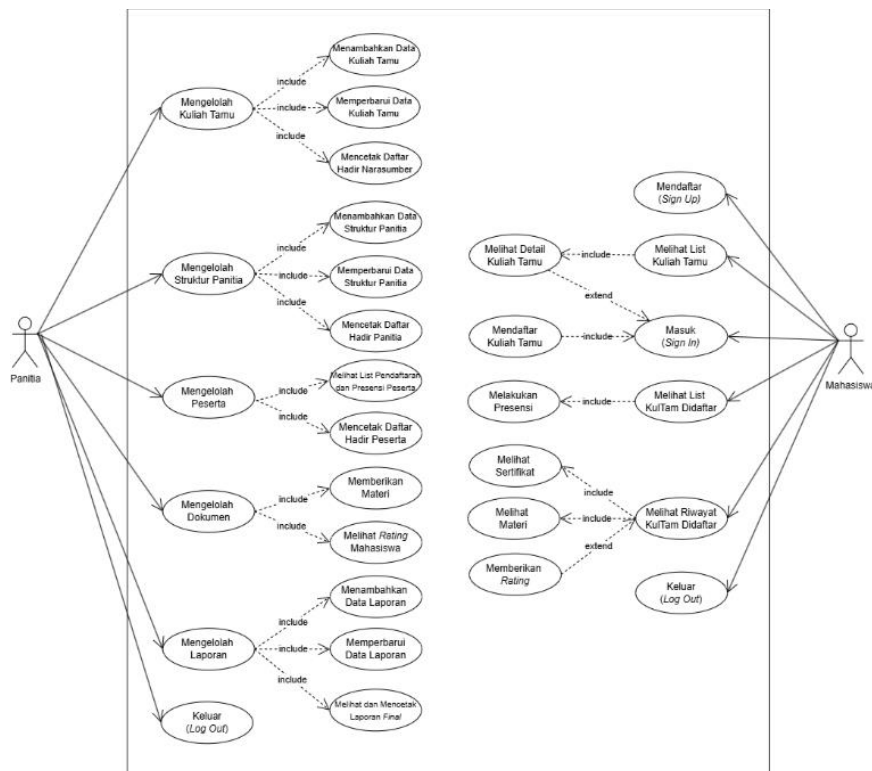 Menambahkan Data
Kuliah Tamu
include
Mengelolah
Kuliah Tamu
include
Memperbarui Data
Kuliah Tamu
include
Mencetak Daftar
Hadir Narasumber
Menambahkan Data
Struktur Panitia
include
Mengelolah
Struktur Panitia
include
Memperbarui Data
Struktur Panitia
include
Mencetak Daftar
Hadir Panitia
Panitia
Mengelolah
Peserta
include
Melihat List Pendaftaran
dan Presensi Peserta
include
Mencetak Daftar
Hadir Peserta
Mengelolah
Dokumen
include
Memberikan
Materi
include
Melihat Rating
Mahasiswa
Menambahkan
Data Laporan
include
Mengelolah
Laporan
include
Memperbarui
Data Laporan
include
Melihat dan Mencetak
Laporan Final
Keluar
(Log Out)
Mendaftar
(Sign Up)
Melihat Detail
Kuliah Tamu
include
Melihat List
Kuliah Tamu
extend
Mendaftar
Kuliah Tamu
include
Masuk
(Sign In)
Mahasiswa
Melakukan
Presensi
include
Melihat List
KulTam Didaftar
Melihat
Sertifikat
include
Melihat
Materi
include
Melihat Riwayat
KulTam Didaftar
extend
Memberikan
Rating
Keluar
(Log Out)